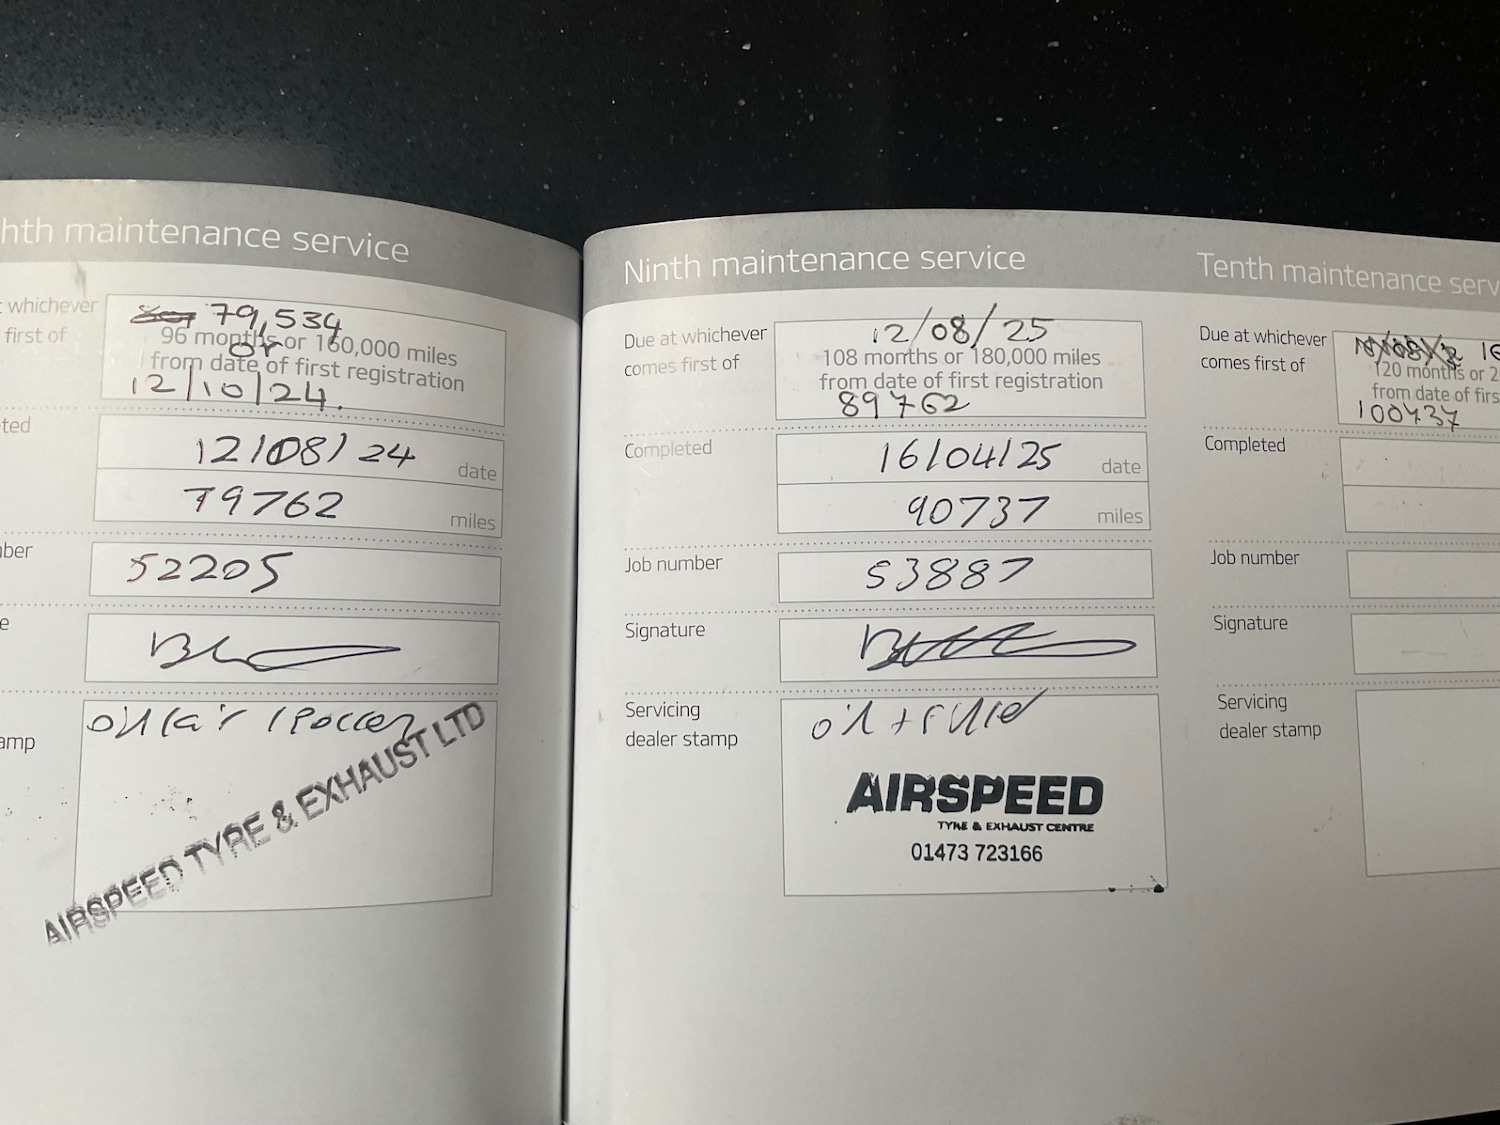 hth maintenance service
whichever
first of
79,534
96 months or 160,000 miles
or
from date of first registration
12/10/24.
ted
12/08/24 date
79762 miles
ber
52205
e
amp
oil
AIRSPEED TYRE & EXHAUST LTD
Ninth maintenance service
Due at whichever
comes first of
12/08/25
108 months or 180,000 miles
from date of first registration
89762
Completed
16/04/25 date
90737 miles
Job number
53887
Signature
Servicing
dealer stamp
oil +
AIRSPEED
TYRE & EXHAUST CENTRE
01473 723166
Tenth maintenance serv
Due at whichever
comes first of
120 months or 2
from date of firs
100737
Completed
Job number
Signature
Servicing
dealer stamp